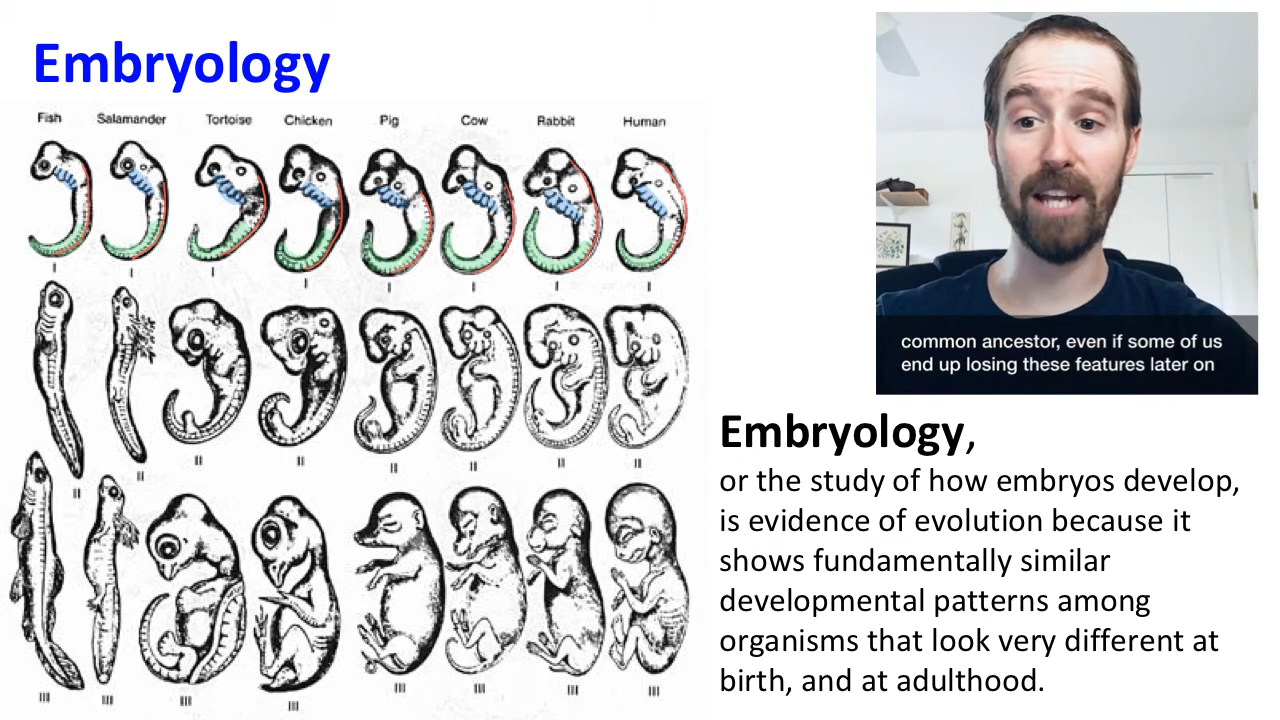 Embryology
Fish Salamander Tortoise Chicken Pig Cow Rabbit Human
I I I I I I I I
II II II II II II II II
III III III III III III III III
common ancestor, even if some of us
end up losing these features later on
Embryology,
or the study of how embryos develop,
is evidence of evolution because it
shows fundamentally similar
developmental patterns among
organisms that look very different at
birth, and at adulthood.